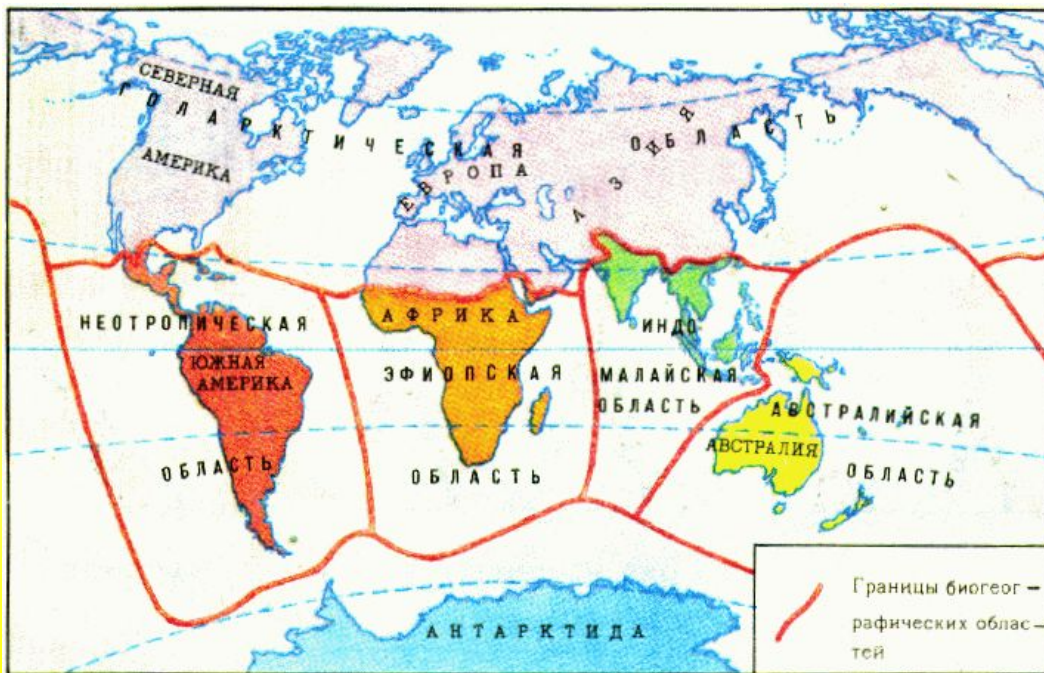 СЕВЕРНАЯ
ГОЛАРКТИЧЕСКАЯ ОБЛАСТЬ
АМЕРИКА
ЕВРОПА
АЗИЯ
НЕОТРОПИЧЕСКАЯ
ОБЛАСТЬ
ЮЖНАЯ
АМЕРИКА
АФРИКА
ЭФИОПСКАЯ
ОБЛАСТЬ
ИНДО
МАЛАЙСКАЯ
ОБЛАСТЬ
АВСТРАЛИЙСКАЯ
ОБЛАСТЬ
АВСТРАЛИЯ
АНТАРКТИДА
Границы биогеог-
рафических облас-
тей